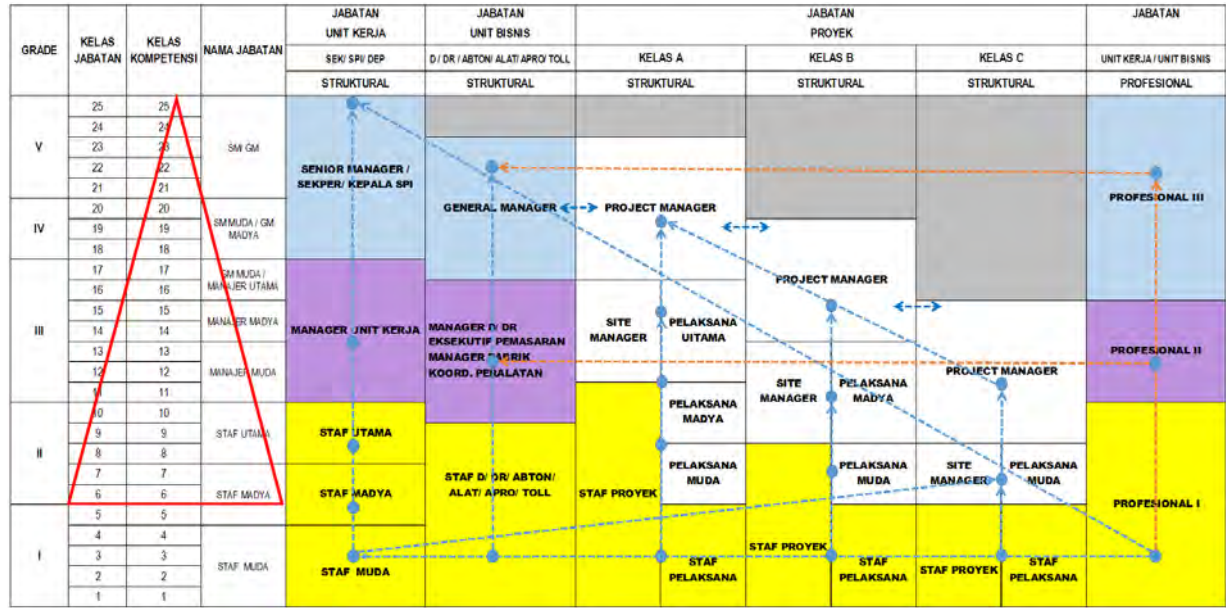 GRADE
KELAS
JABATAN
KELAS
KOMPETENSI
NAMA JABATAN
JABATAN
UNIT KERJA
SEK/ SPI/ DEP
STRUKTURAL
JABATAN
UNIT BISNIS
D/ DR / ABTON/ ALAT/ APRO/ TOLL
STRUKTURAL
JABATAN
PROYEK
KELAS A
KELAS B
KELAS C
STRUKTURAL
STRUKTURAL
STRUKTURAL
JABATAN
UNIT KERJA / UNIT BISNIS
PROFESIONAL
V
25 25
24 24
23 23
22 22
21 21
SM/ GM
IV
20 20
19 19
18 18
SM MUDA / GM
MADYA
III
17 17
16 16
SM MUDA /
MANAJER UTAMA
15 15
14 14
MANAJER MADYA
13 13
12 12
11 11
MANAJER MUDA
II
10 10
9 9
8 8
STAF UTAMA
7 7
6 6
STAF MADYA
I
5 5
4 4
3 3
2 2
1 1
STAF MUDA
SENIOR MANAGER /
SEKPER/ KEPALA SPI
MANAGER UNIT KERJA
STAF UTAMA
STAF MADYA
STAF MUDA
GENERAL MANAGER
MANAGER D/ DR
EKSEKUTIF PEMASARAN
MANAGER PABRIK
KOORD. PERALATAN
STAF D/ DR/ ABTON/
ALAT/ APRO/ TOLL
PROJECT MANAGER
SITE
MANAGER
PELAKSANA
UITAMA
PELAKSANA
MADYA
PELAKSANA
MUDA
STAF PROYEK
STAF
PELAKSANA
PROJECT MANAGER
SITE
MANAGER
PELAKSANA
MADYA
PELAKSANA
MUDA
STAF PROYEK
STAF
PELAKSANA
PROJECT MANAGER
SITE
MANAGER
PELAKSANA
MUDA
STAF PROYEK
STAF
PELAKSANA
PROFESIONAL III
PROFESIONAL II
PROFESIONAL I